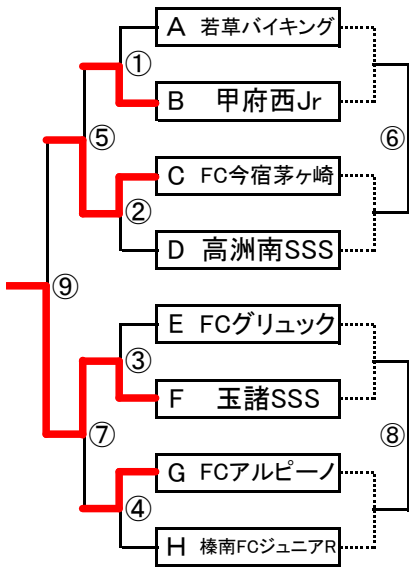 A 若草バイキング
①
B 甲府西Jr
⑤
⑥
C FC今宿茅ヶ崎
②
D 高洲南SSS
⑨
E FCグリュック
③
F 玉諸SSS
⑦
⑧
G FCアルピーノ
④
H 榛南FCジュニアR